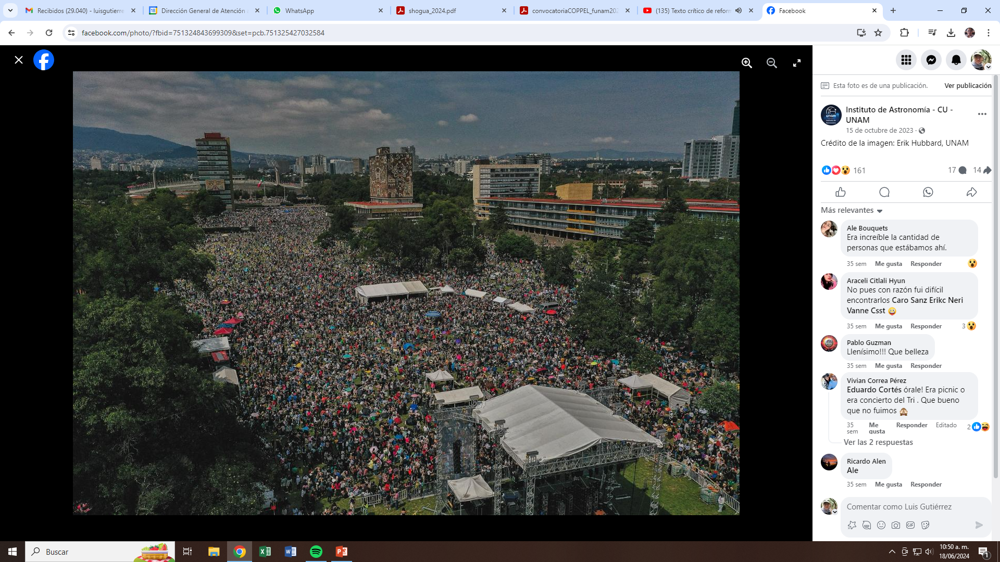 Recibidos (29.040) - luisgutierre
Dirección General de Atención
WhatsApp
shogua_2024.pdf
convocatoriaCOPPEL_funam202
(135) Texto crítico de reform
Facebook
facebook.com/photo/?fbid=751324843699309&set=pcb.751325427032584
Esta foto es de una publicación.
Ver publicación
Instituto de Astronomía - CU -
UNAM
15 de octubre de 2023 ·
Crédito de la imagen: Erik Hubbard, UNAM
161
17
14
Más relevantes
Ale Bouquets
Era increíble la cantidad de
personas que estábamos ahí.
35 sem Me gusta Responder
Araceli Citlali Hyun
No pues con razón fui difícil
encontrarlos Caro Sanz Erikc Neri
Vanne Csst
35 sem Me gusta Responder 3
Pablo Guzman
Llenísimo!!! Que belleza
35 sem Me gusta Responder
Vivian Correa Pérez
Eduardo Cortés órale! Era picnic o
era concierto del Tri . Que bueno
que no fuimos
35 sem Me gusta Responder Editado 2
Ver las 2 respuestas
Ricardo Alen
Ale
35 sem Me gusta Responder
Comentar como Luis Gutiérrez
GIF
Buscar
10:50 a. m.
18/06/2024
1